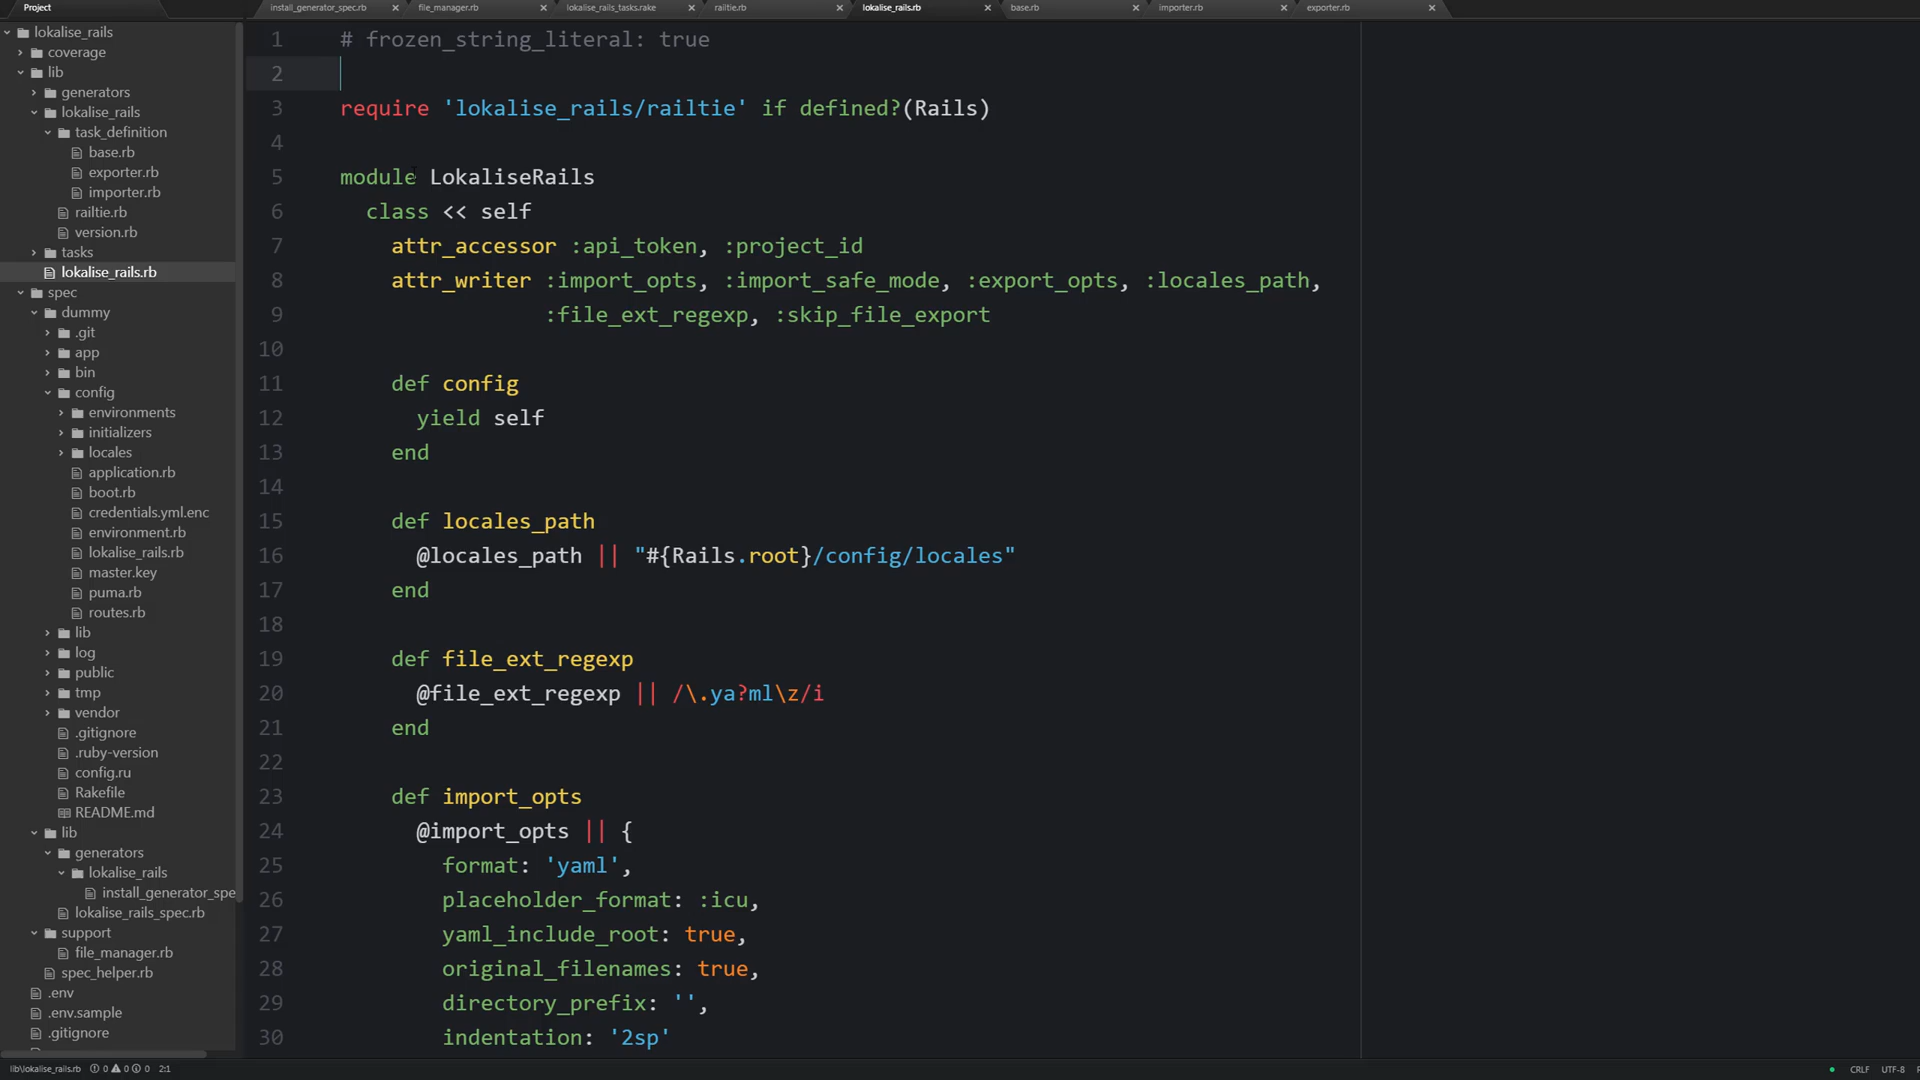 Project
install_generator_spec.rb
file_manager.rb
lokalise_rails_tasks.rake
railtie.rb
lokalise_rails.rb
base.rb
importer.rb
exporter.rb
lokalise_rails
coverage
lib
generators
lokalise_rails
task_definition
base.rb
exporter.rb
importer.rb
railtie.rb
version.rb
tasks
lokalise_rails.rb
spec
dummy
.git
app
bin
config
environments
initializers
locales
application.rb
boot.rb
credentials.yml.enc
environment.rb
lokalise_rails.rb
master.key
puma.rb
routes.rb
lib
log
public
tmp
vendor
.gitignore
.ruby-version
config.ru
Rakefile
README.md
lib
generators
lokalise_rails
install_generator_spe
lokalise_rails_spec.rb
support
file_manager.rb
spec_helper.rb
.env
.env.sample
.gitignore
1 # frozen_string_literal: true
2
3 require 'lokalise_rails/railtie' if defined?(Rails)
4
5 module LokaliseRails
6 class << self
7 attr_accessor :api_token, :project_id
8 attr_writer :import_opts, :import_safe_mode, :export_opts, :locales_path,
9 :file_ext_regexp, :skip_file_export
10
11 def config
12 yield self
13 end
14
15 def locales_path
16 @locales_path || "#{Rails.root}/config/locales"
17 end
18
19 def file_ext_regexp
20 @file_ext_regexp || /\.ya?ml\z/i
21 end
22
23 def import_opts
24 @import_opts || {
25 format: 'yaml',
26 placeholder_format: :icu,
27 yaml_include_root: true,
28 original_filenames: true,
29 directory_prefix: '',
30 indentation: '2sp'
lib\lokalise_rails.rb 0 0 0 2:1
CRLF UTF-8